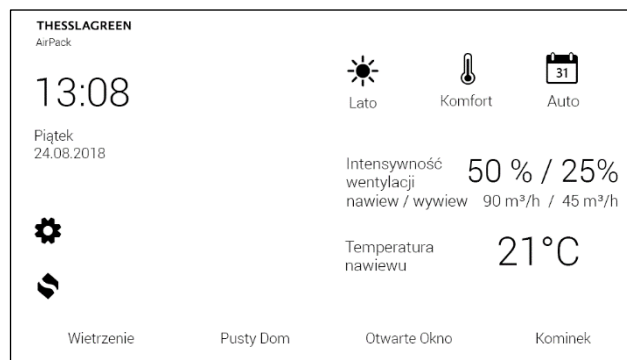 THESSLAGREEN
AirPack
13:08
Piątek
24.08.2018
31
Lato
Komfort
Auto
Intensywność
wentylacji
nawiew / wywiew
50 % / 25%
90 m³/h / 45 m³/h
Temperatura
nawiewu
21°C
Wietrzenie
Pusty Dom
Otwarte Okno
Kominek